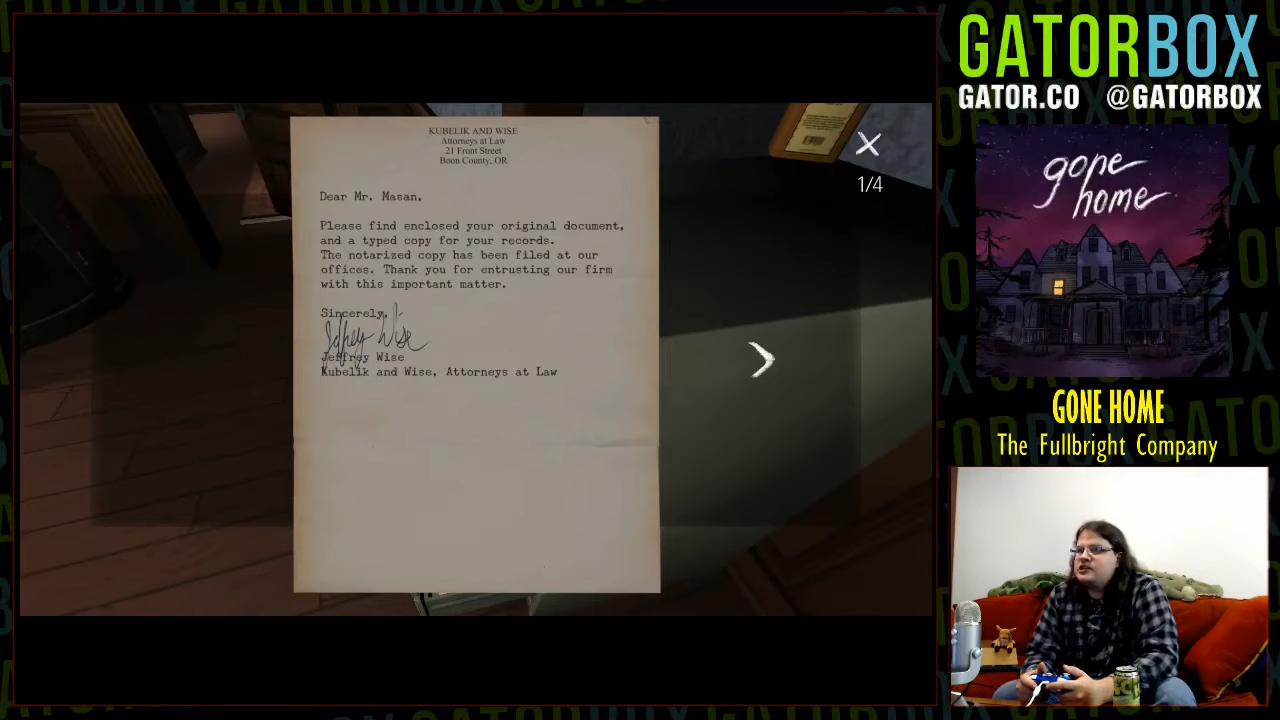 GATORBOX
GATOR.CO @GATORBOX
gone
home
GONE HOME
The Fullbright Company
1/4
KUBELIK AND WISE
Attorneys at Law
21 Front Street
Boon County, OR
Dear Mr. Masan,
Please find enclosed your original document,
and a typed copy for your records.
The notarized copy has been filed at our
offices. Thank you for entrusting our firm
with this important matter.
Sincerely,
Jeffrey Wise
Jeffrey Wise
Kubelik and Wise, Attorneys at Law